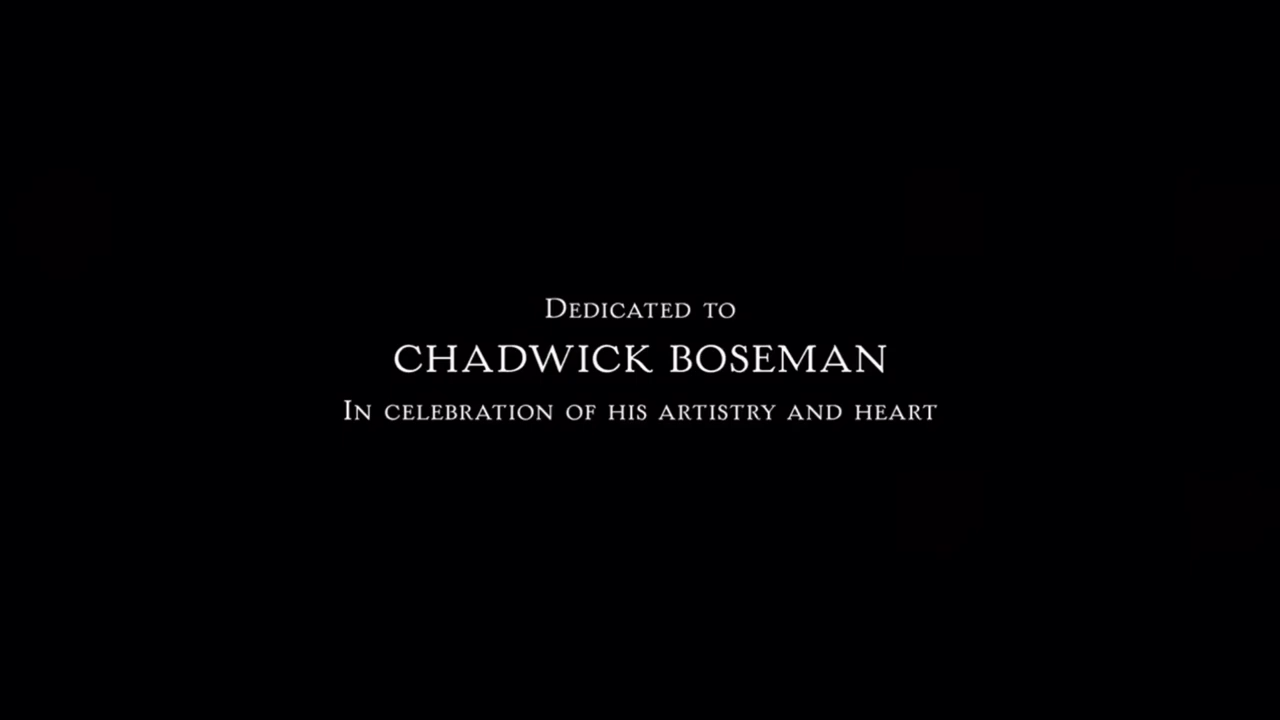 Dedicated to
CHADWICK BOSEMAN
In celebration of his artistry and heart